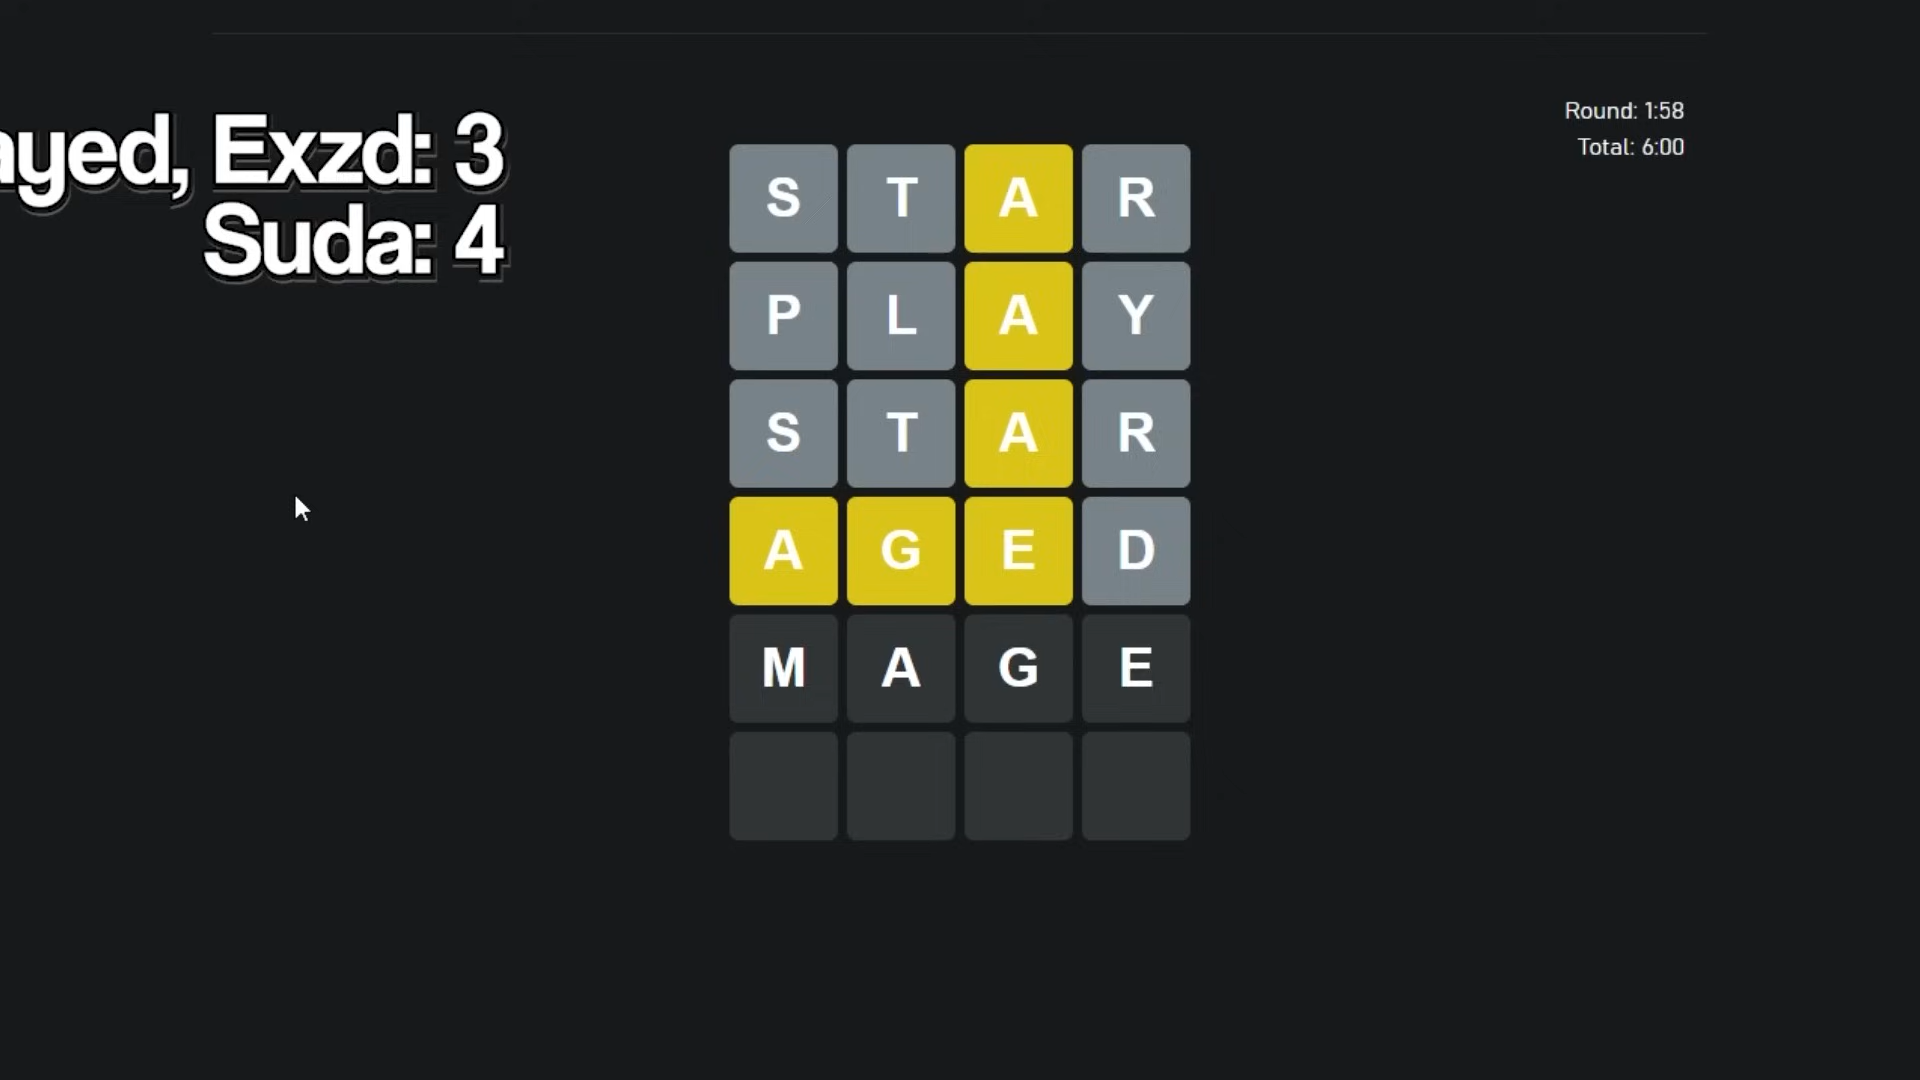 ayed, Exzd: 3
Suda: 4
Round: 1:58
Total: 6:00
S T A R
P L A Y
S T A R
A G E D
M A G E